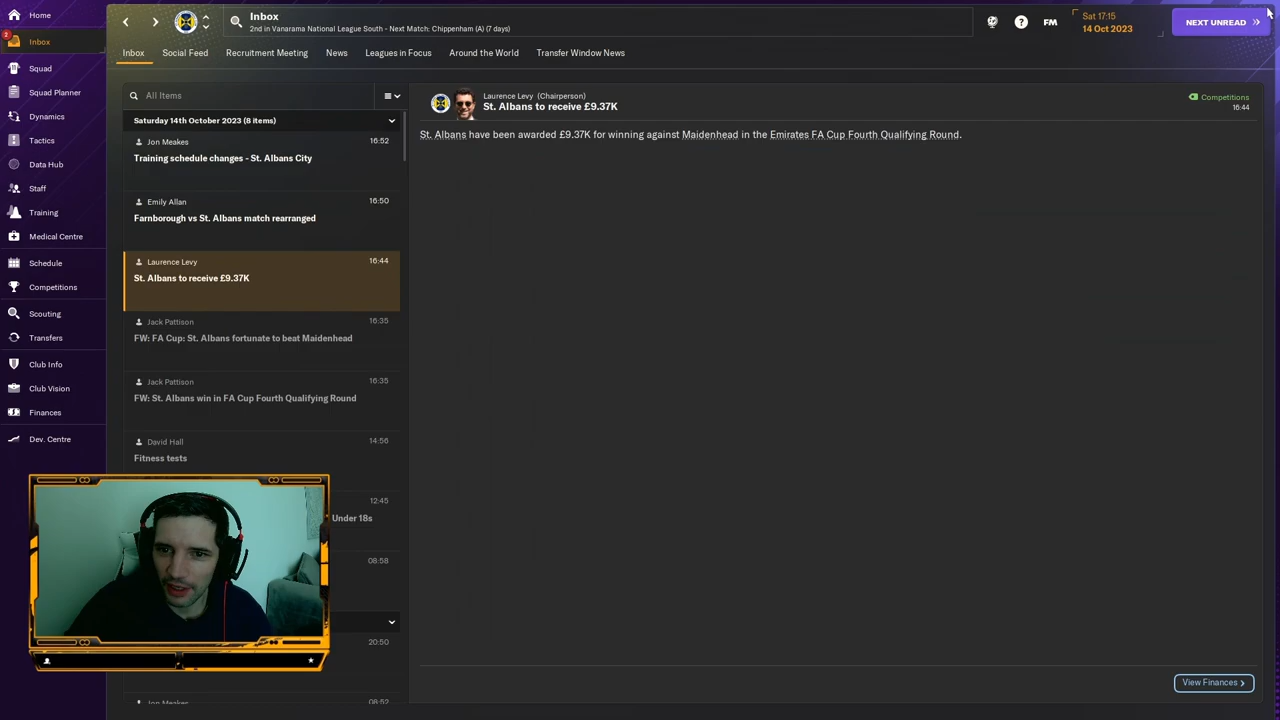 Home
2
Inbox
Squad
Squad Planner
Dynamics
Tactics
Data Hub
Staff
Training
Medical Centre
Schedule
Competitions
Scouting
Transfers
Club Info
Club Vision
Finances
Dev. Centre
Inbox
2nd in Vanarama National League South - Next Match: Chippenham (A) (7 days)
?
FM
Sat 17:15
14 Oct 2023
NEXT UNREAD
Inbox
Social Feed
Recruitment Meeting
News
Leagues in Focus
Around the World
Transfer Window News
All Items
Saturday 14th October 2023 (8 items)
Jon Meakes 16:52
Training schedule changes - St. Albans City
Emily Allan 16:50
Farnborough vs St. Albans match rearranged
Laurence Levy 16:44
St. Albans to receive £9.37K
Jack Pattison 16:35
FW: FA Cup: St. Albans fortunate to beat Maidenhead
Jack Pattison 16:35
FW: St. Albans win in FA Cup Fourth Qualifying Round
David Hall 14:56
Fitness tests
12:45
Under 18s
08:58
20:50
Jon Meakes 08:52
Laurence Levy (Chairperson)
St. Albans to receive £9.37K
Competitions
16:44
St. Albans have been awarded £9.37K for winning against Maidenhead in the Emirates FA Cup Fourth Qualifying Round.
View Finances